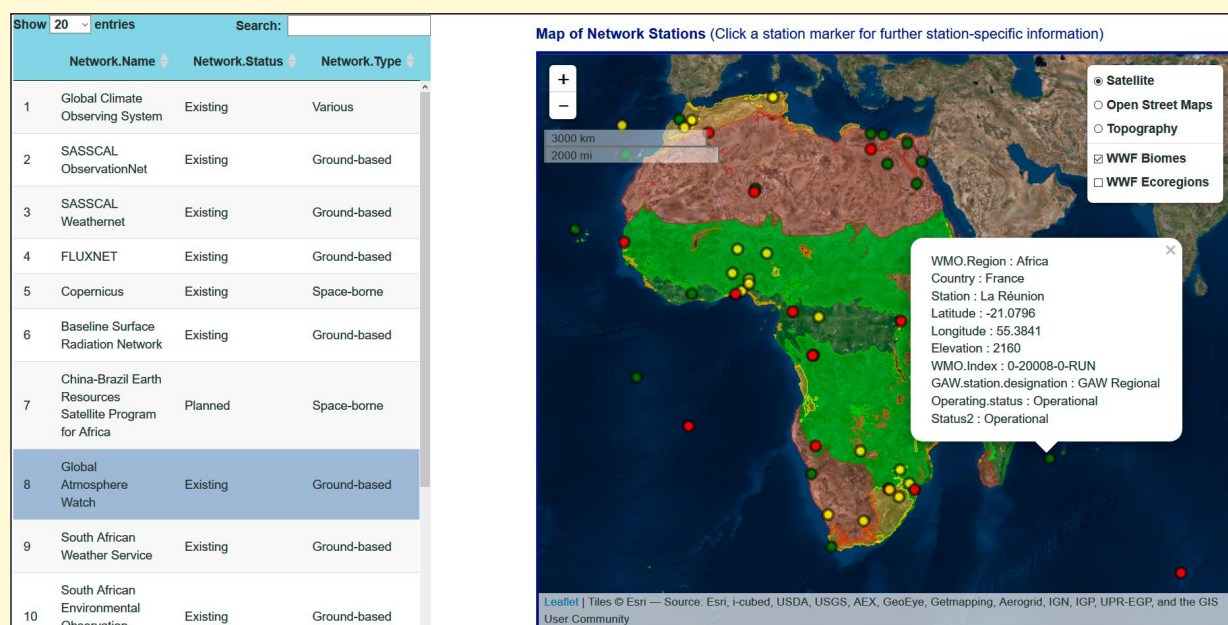 Show 20 entries
Search:
Network.Name Network.Status Network.Type
1 Global Climate Observing System Existing Various
2 SASSCAL ObservationNet Existing Ground-based
3 SASSCAL Weathernet Existing Ground-based
4 FLUXNET Existing Ground-based
5 Copernicus Existing Space-borne
6 Baseline Surface Radiation Network Existing Ground-based
7 China-Brazil Earth Resources Satellite Program for Africa Planned Space-borne
8 Global Atmosphere Watch Existing Ground-based
9 South African Weather Service Existing Ground-based
10 South African Environmental Observation Existing Ground-based
Map of Network Stations (Click a station marker for further station-specific information)
+
−
3000 km
2000 mi
Satellite
Open Street Maps
Topography
WWF Biomes
WWF Ecoregions
×
WMO.Region : Africa
Country : France
Station : La Réunion
Latitude : -21.0796
Longitude : 55.3841
Elevation : 2160
WMO.Index : 0-20008-0-RUN
GAW.station.designation : GAW Regional
Operating.status : Operational
Status2 : Operational
Leaflet | Tiles © Esri — Source: Esri, i-cubed, USDA, USGS, AEX, GeoEye, Getmapping, Aerogrid, IGN, IGP, UPR-EGP, and the GIS
User Community